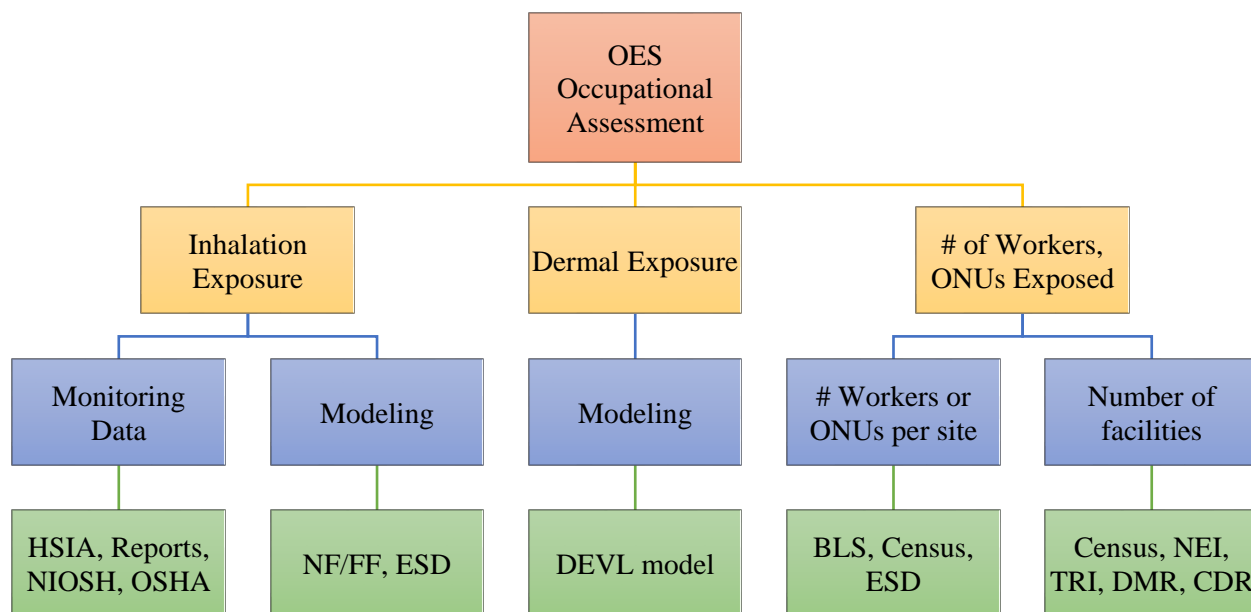 OES
Occupational
Assessment
Inhalation
Exposure
Dermal Exposure
# of Workers,
ONUs Exposed
Monitoring
Data
Modeling
Modeling
# Workers or
ONUs per site
Number of
facilities
HSIA, Reports,
NIOSH, OSHA
NF/FF, ESD
DEVL model
BLS, Census,
ESD
Census, NEI,
TRI, DMR, CDR